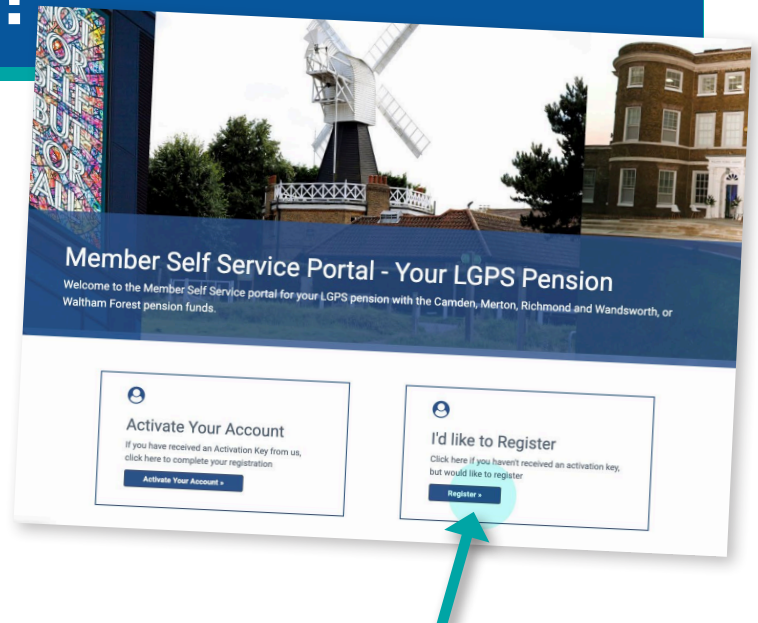 :
NOT
FOR
SELF
BUT
FOR
ALL
Member Self Service Portal - Your LGPS Pension
Welcome to the Member Self Service portal for your LGPS pension with the Camden, Merton, Richmond and Wandsworth, or
Waltham Forest pension funds.
Activate Your Account
If you have received an Activation Key from us,
click here to complete your registration
Activate Your Account »
I'd like to Register
Click here if you haven't received an activation key,
but would like to register
Register »